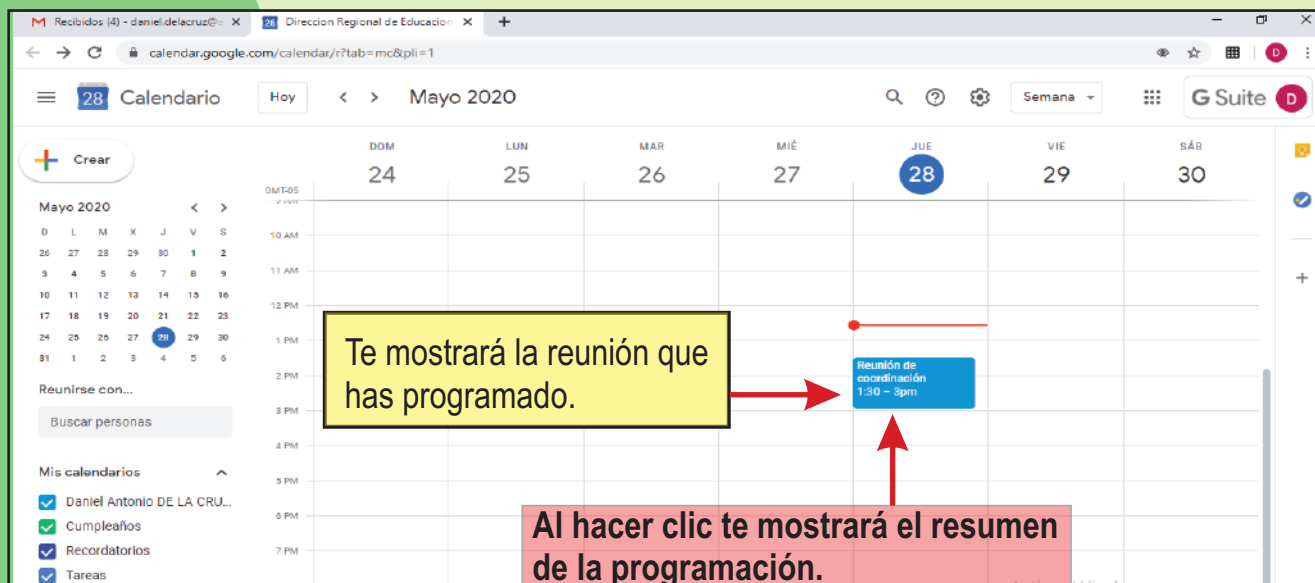 Recibidos (4) - daniel.delacruz@
28 Direccion Regional de Educacion
calendar.google.com/calendar/r?tab=mc&pli=1
D
28 Calendario Hoy Mayo 2020 Semana G Suite D
Crear
DOM LUN MAR MIÉ JUE VIE SÁB
24 25 26 27 28 29 30
GMT-05
Mayo 2020
D L M X J V S
26 27 28 29 30 1 2
3 4 5 6 7 8 9
10 11 12 13 14 15 16
17 18 19 20 21 22 23
24 25 26 27 28 29 30
31 1 2 3 4 5 6
Reunirse con...
Buscar personas
Mis calendarios
Daniel Antonio DE LA CRU...
Cumpleaños
Recordatorios
Tareas
10 AM
11 AM
12 PM
1 PM
2 PM
3 PM
4 PM
5 PM
6 PM
7 PM
Te mostrará la reunión que
has programado.
Reunión de
coordinación
1:30 – 3pm
Al hacer clic te mostrará el resumen
de la programación.